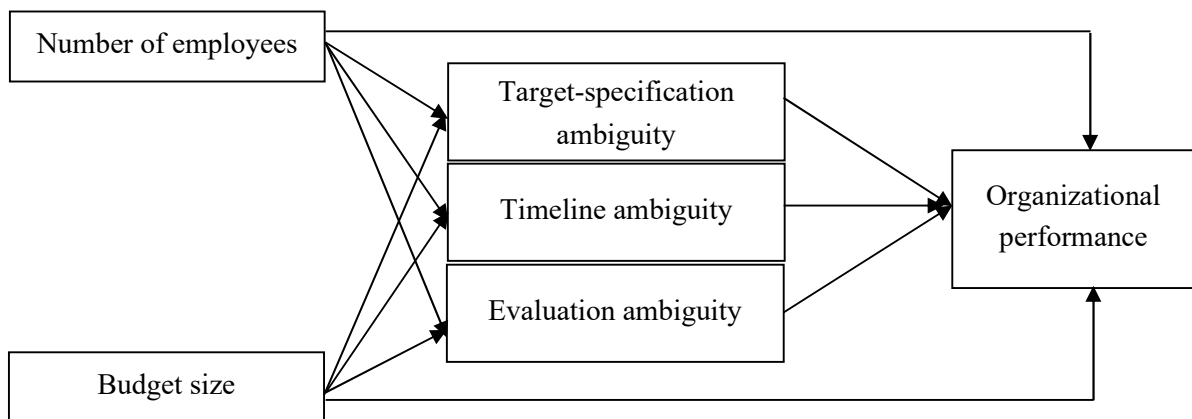 Number of employees
Target-specification
ambiguity
Timeline ambiguity
Evaluation ambiguity
Organizational
performance
Budget size